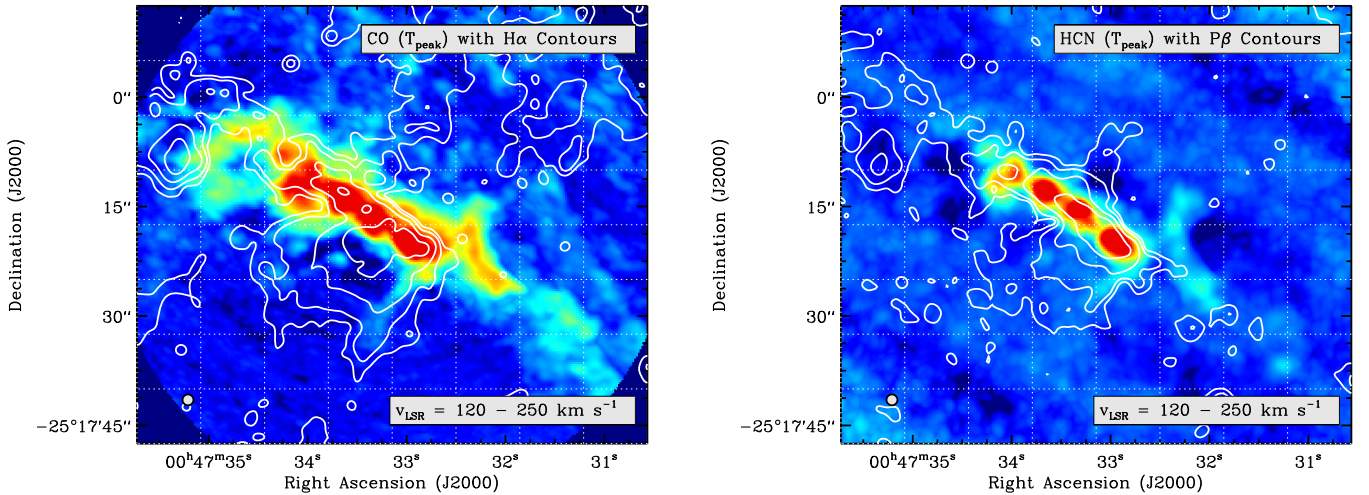 CO (T_peak) with Hα Contours
0″
15″
30″
−25°17′45″
Declination (J2000)
v_LSR = 120 − 250 km s⁻¹
00ʰ47ᵐ35ˢ 34ˢ 33ˢ 32ˢ 31ˢ
Right Ascension (J2000)
HCN (T_peak) with Pβ Contours
0″
15″
30″
−25°17′45″
Declination (J2000)
v_LSR = 120 − 250 km s⁻¹
00ʰ47ᵐ35ˢ 34ˢ 33ˢ 32ˢ 31ˢ
Right Ascension (J2000)